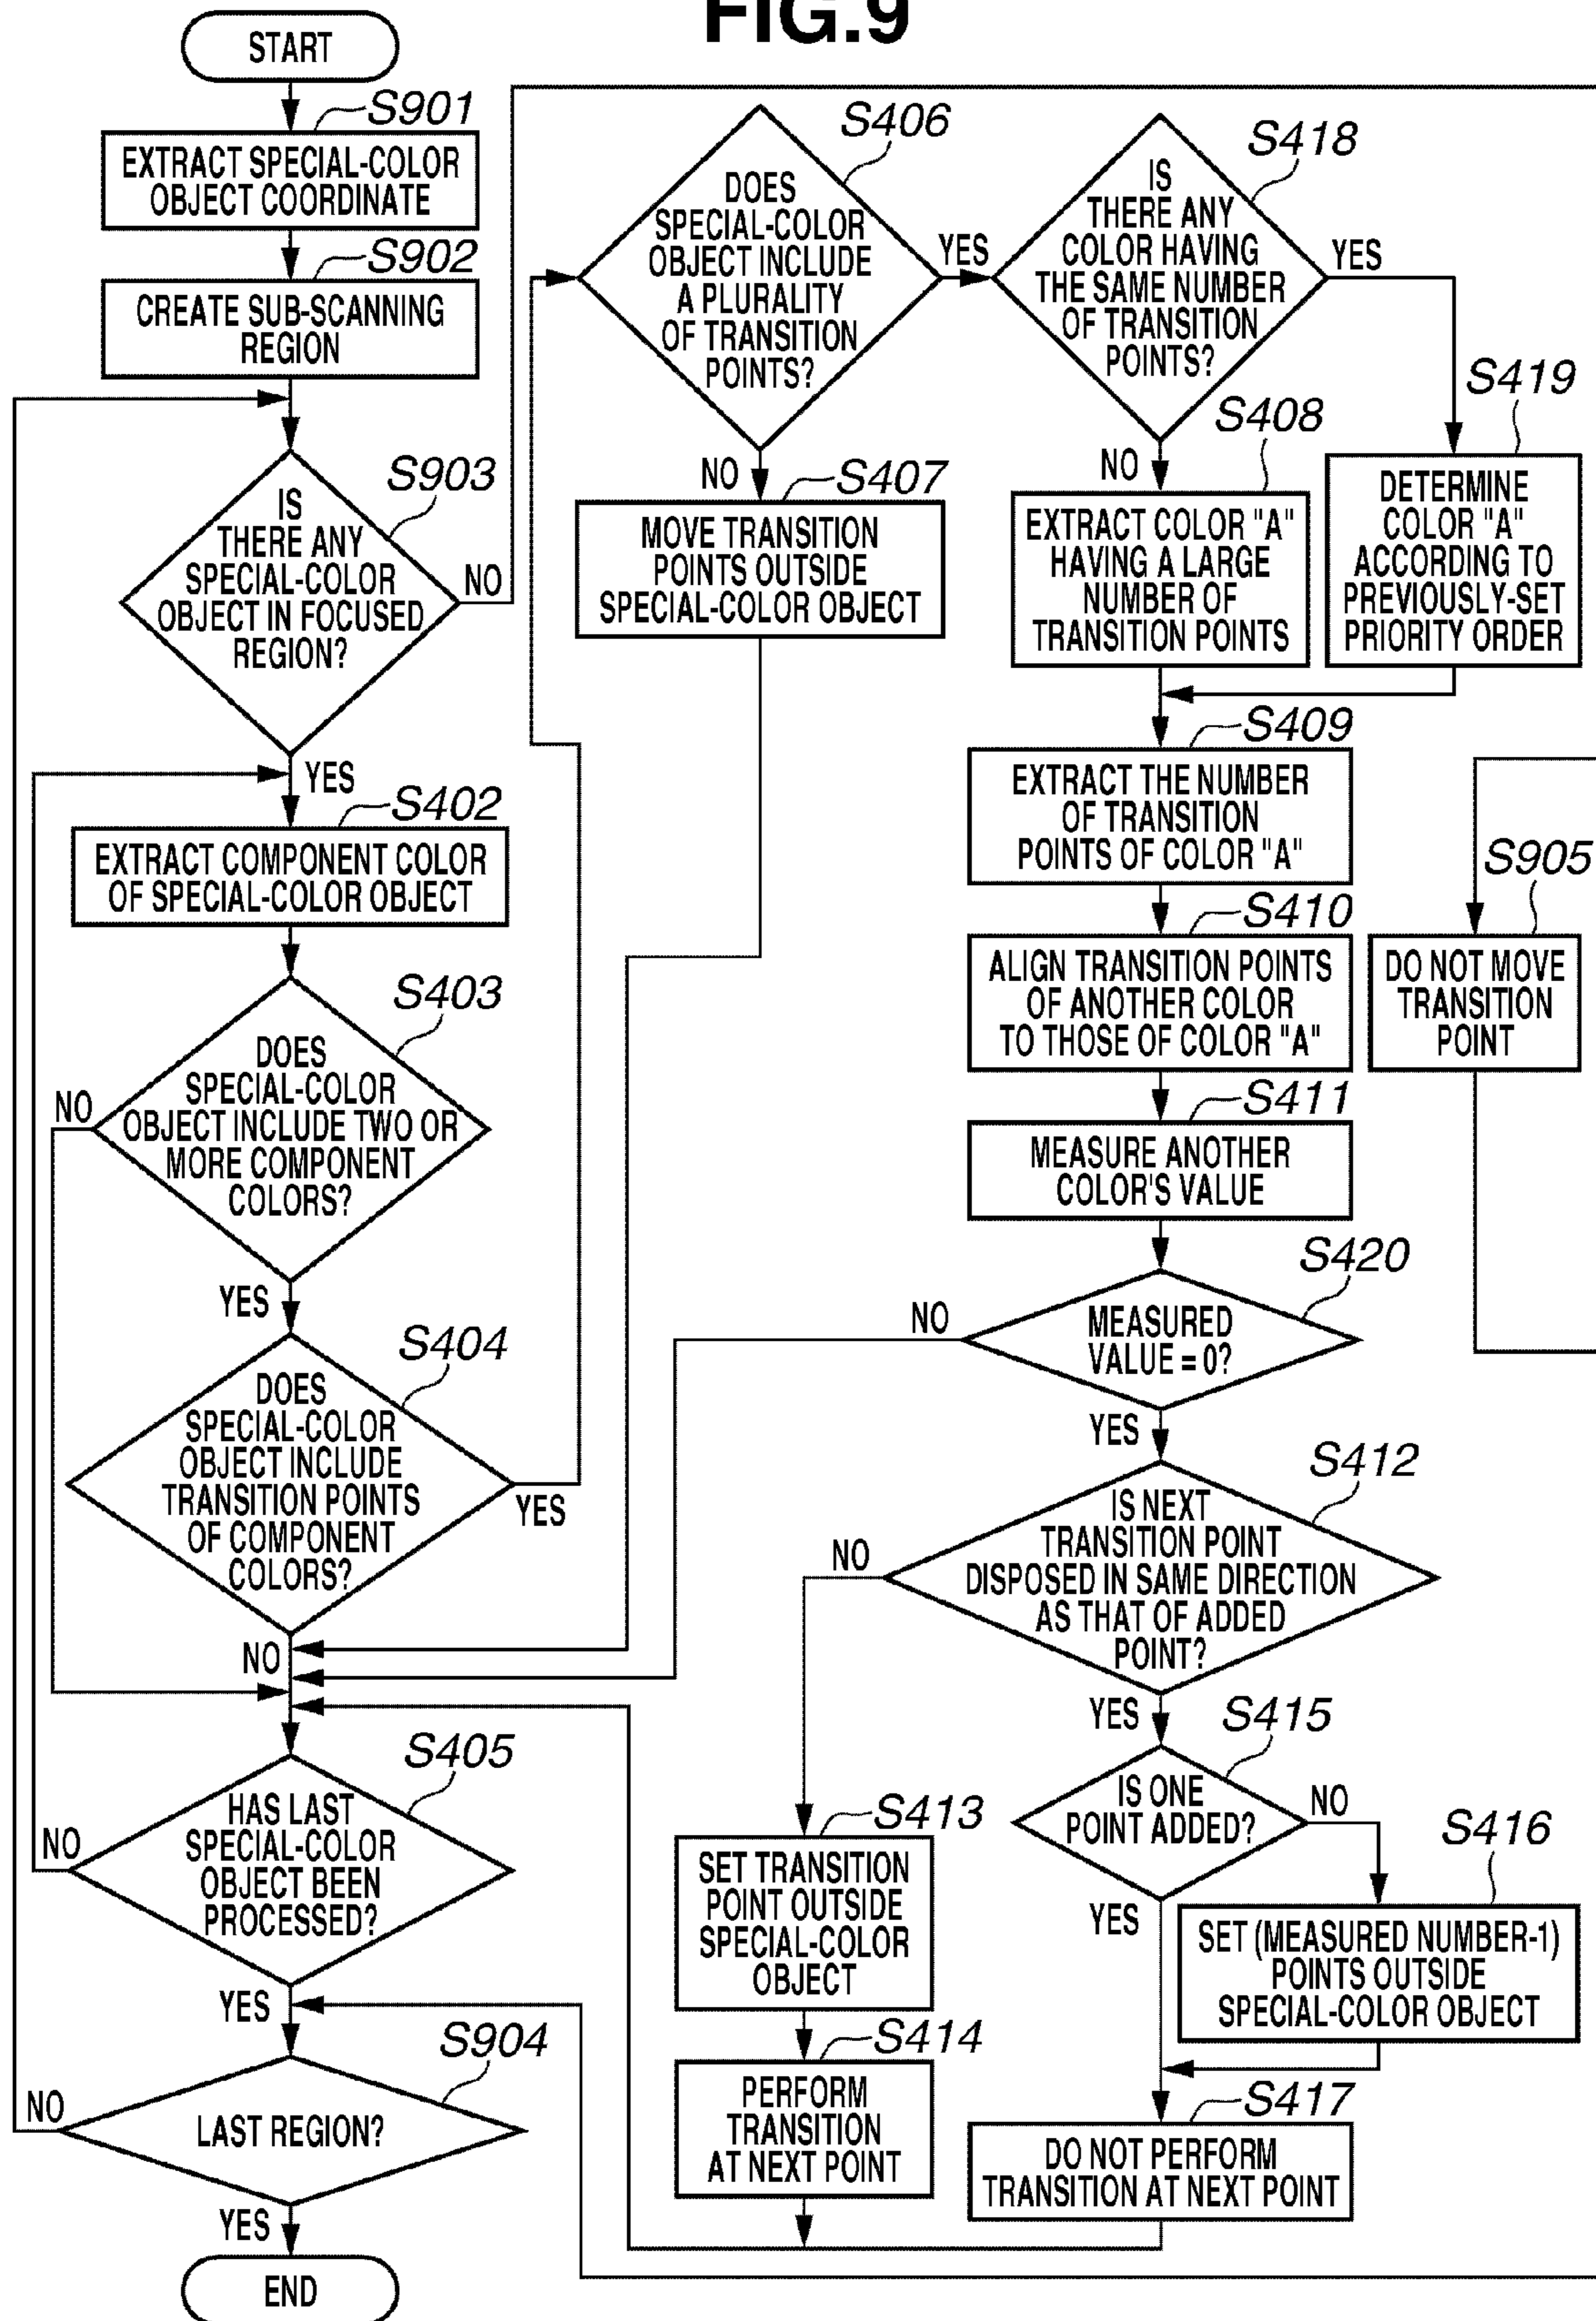 FIG.9
START
S901
EXTRACT SPECIAL-COLOR
OBJECT COORDINATE
S902
CREATE SUB-SCANNING
REGION
S903
IS
THERE ANY
SPECIAL-COLOR
OBJECT IN FOCUSED
REGION?
NO
YES
S402
EXTRACT COMPONENT COLOR
OF SPECIAL-COLOR OBJECT
S403
DOES
SPECIAL-COLOR
OBJECT INCLUDE TWO OR
MORE COMPONENT
COLORS?
NO
YES
S404
DOES
SPECIAL-COLOR
OBJECT INCLUDE
TRANSITION POINTS
OF COMPONENT
COLORS?
YES
NO
S405
HAS LAST
SPECIAL-COLOR
OBJECT BEEN
PROCESSED?
NO
YES
S904
LAST REGION?
NO
YES
END
S406
DOES
SPECIAL-COLOR
OBJECT INCLUDE
A PLURALITY
OF TRANSITION
POINTS?
YES
NO
S407
MOVE TRANSITION
POINTS OUTSIDE
SPECIAL-COLOR OBJECT
S418
IS
THERE ANY
COLOR HAVING
THE SAME NUMBER
OF TRANSITION
POINTS?
YES
NO
S408
EXTRACT COLOR "A"
HAVING A LARGE
NUMBER OF
TRANSITION POINTS
S419
DETERMINE
COLOR "A"
ACCORDING TO
PREVIOUSLY-SET
PRIORITY ORDER
S409
EXTRACT THE NUMBER
OF TRANSITION
POINTS OF COLOR "A"
S410
ALIGN TRANSITION POINTS
OF ANOTHER COLOR
TO THOSE OF COLOR "A"
S905
DO NOT MOVE
TRANSITION
POINT
S411
MEASURE ANOTHER
COLOR'S VALUE
S420
MEASURED
VALUE = 0?
NO
YES
S412
IS NEXT
TRANSITION POINT
DISPOSED IN SAME DIRECTION
AS THAT OF ADDED
POINT?
NO
YES
S413
SET TRANSITION
POINT OUTSIDE
SPECIAL-COLOR
OBJECT
S414
PERFORM
TRANSITION
AT NEXT POINT
S415
IS ONE
POINT ADDED?
NO
YES
S416
SET (MEASURED NUMBER-1)
POINTS OUTSIDE
SPECIAL-COLOR OBJECT
S417
DO NOT PERFORM
TRANSITION AT NEXT POINT